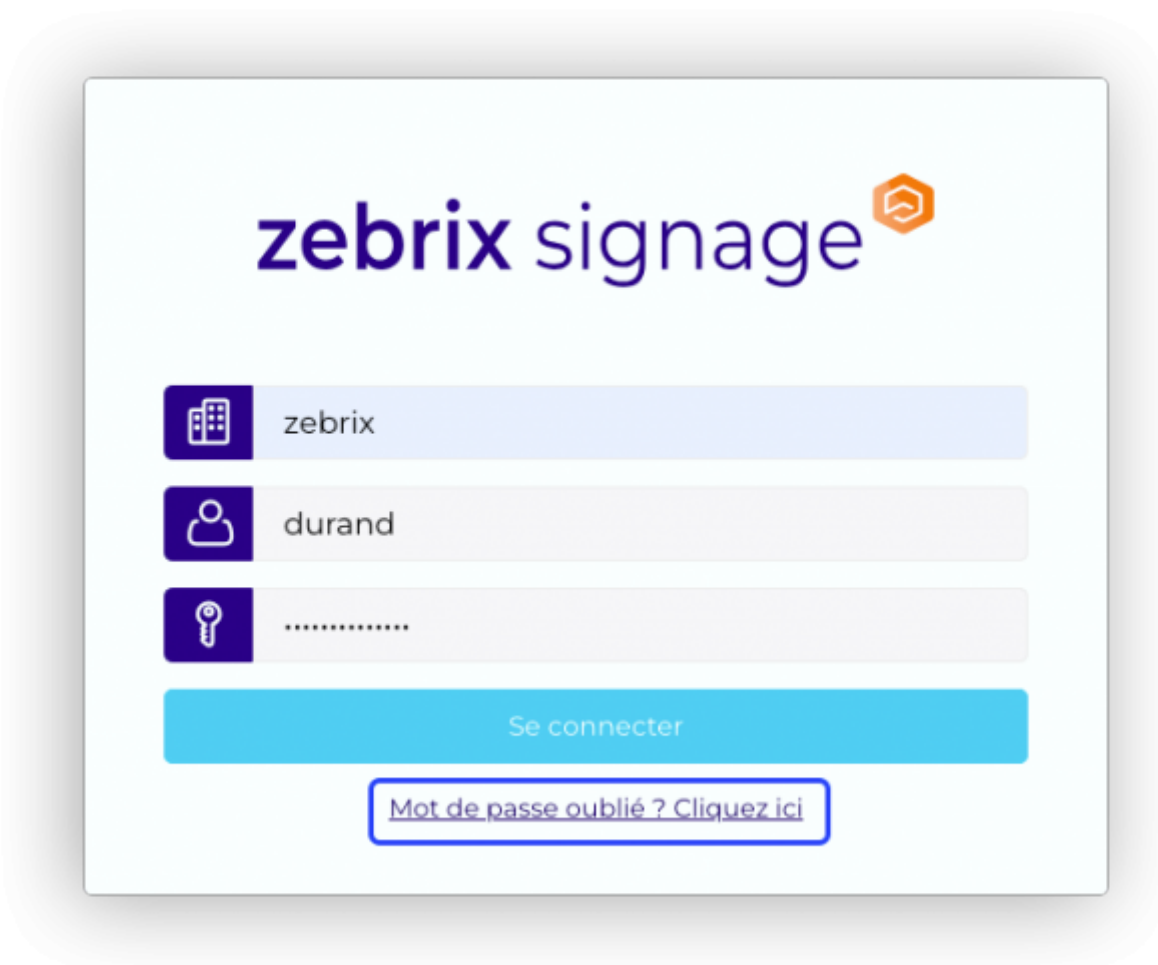 zebrix signage
zebrix
durand
••••••••••••••
Se connecter
Mot de passe oublié ? Cliquez ici